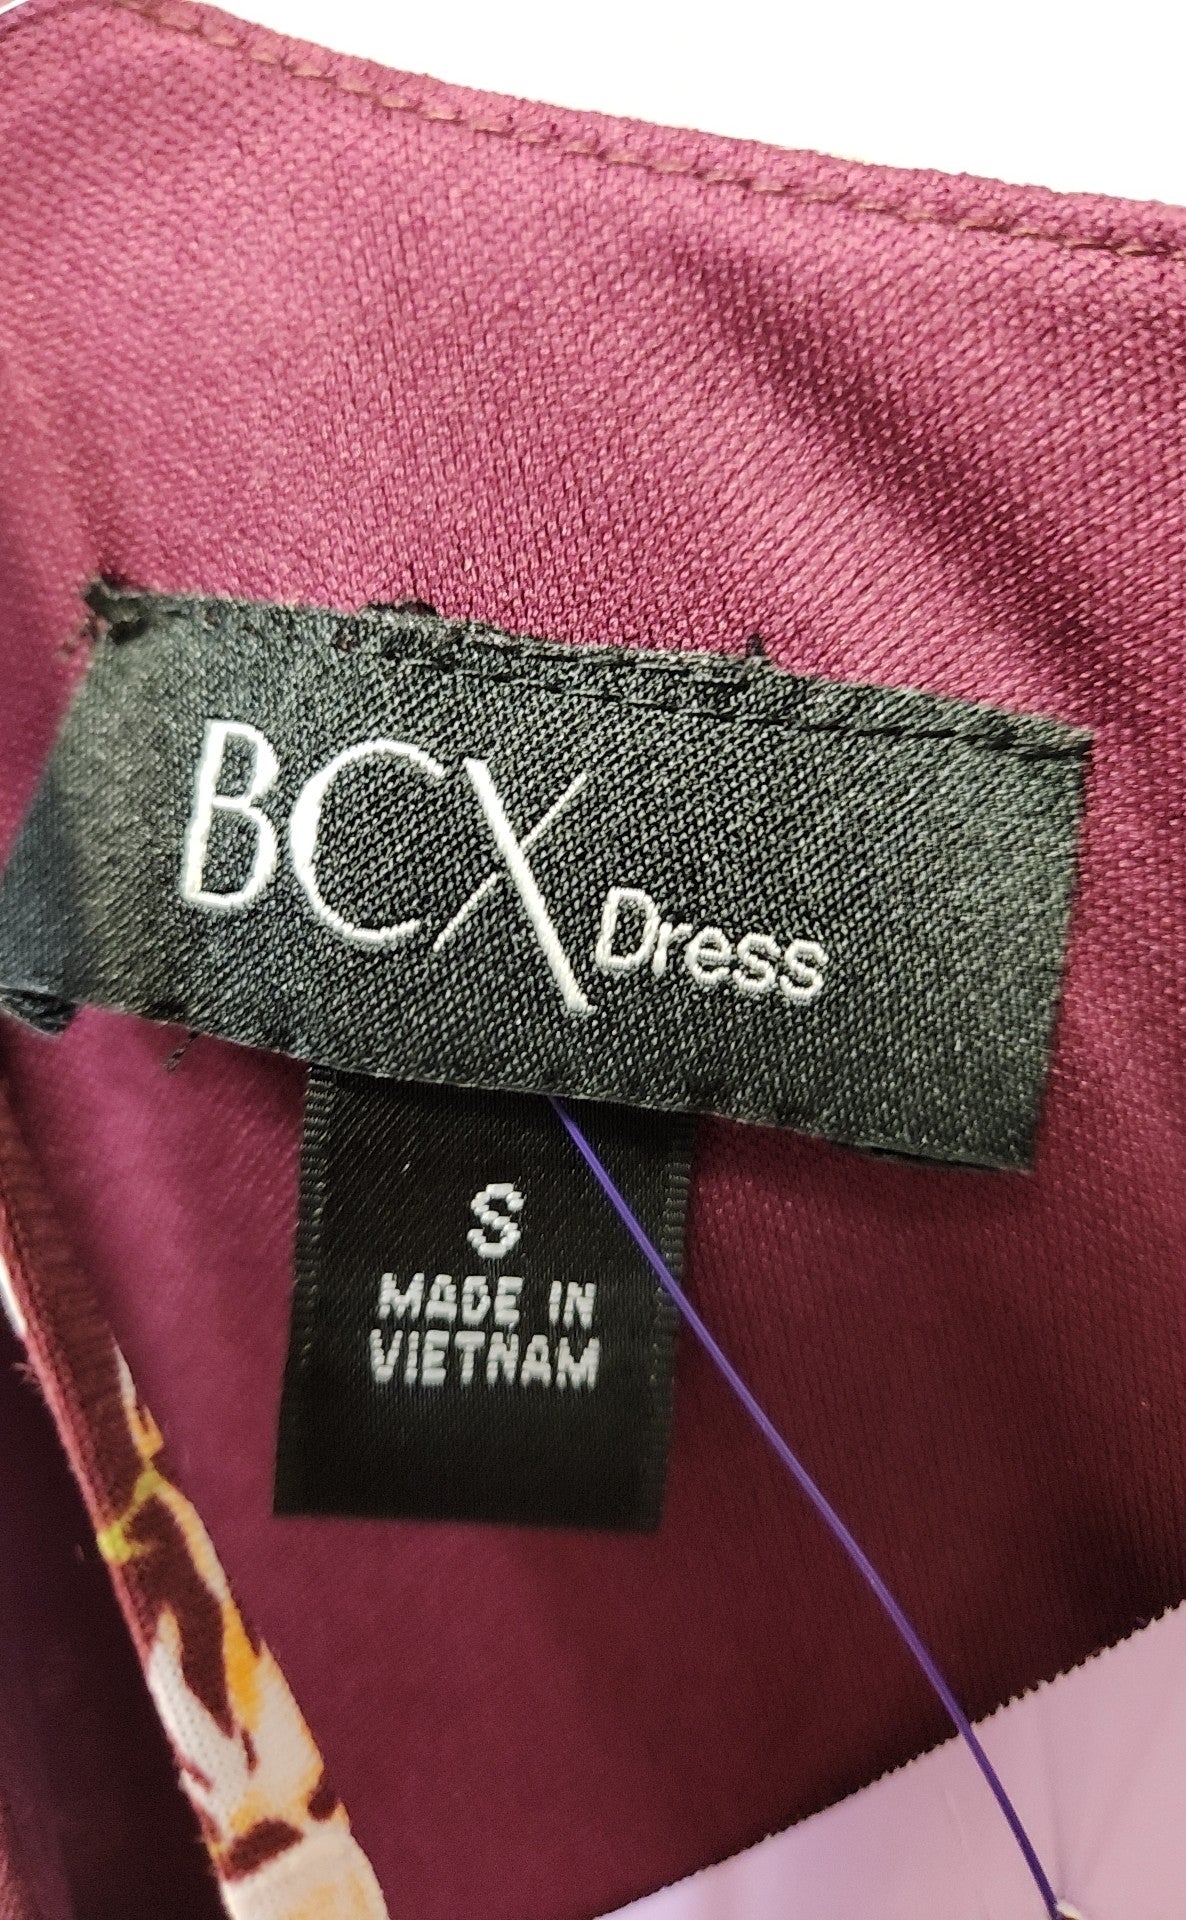 BCX Dress
S
MADE IN
VIETNAM